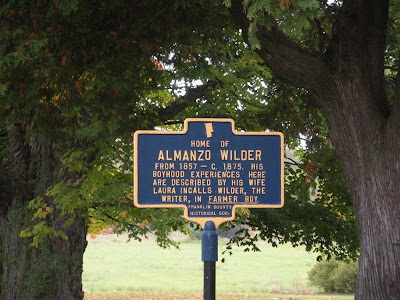 HOME OF
ALMANZO WILDER
FROM 1857 — C. 1875. HIS
BOYHOOD EXPERIENCES HERE
ARE DESCRIBED BY HIS WIFE
LAURA INGALLS WILDER, THE
WRITER, IN FARMER BOY.
FRANKLIN COUNTY
HISTORICAL SOC.